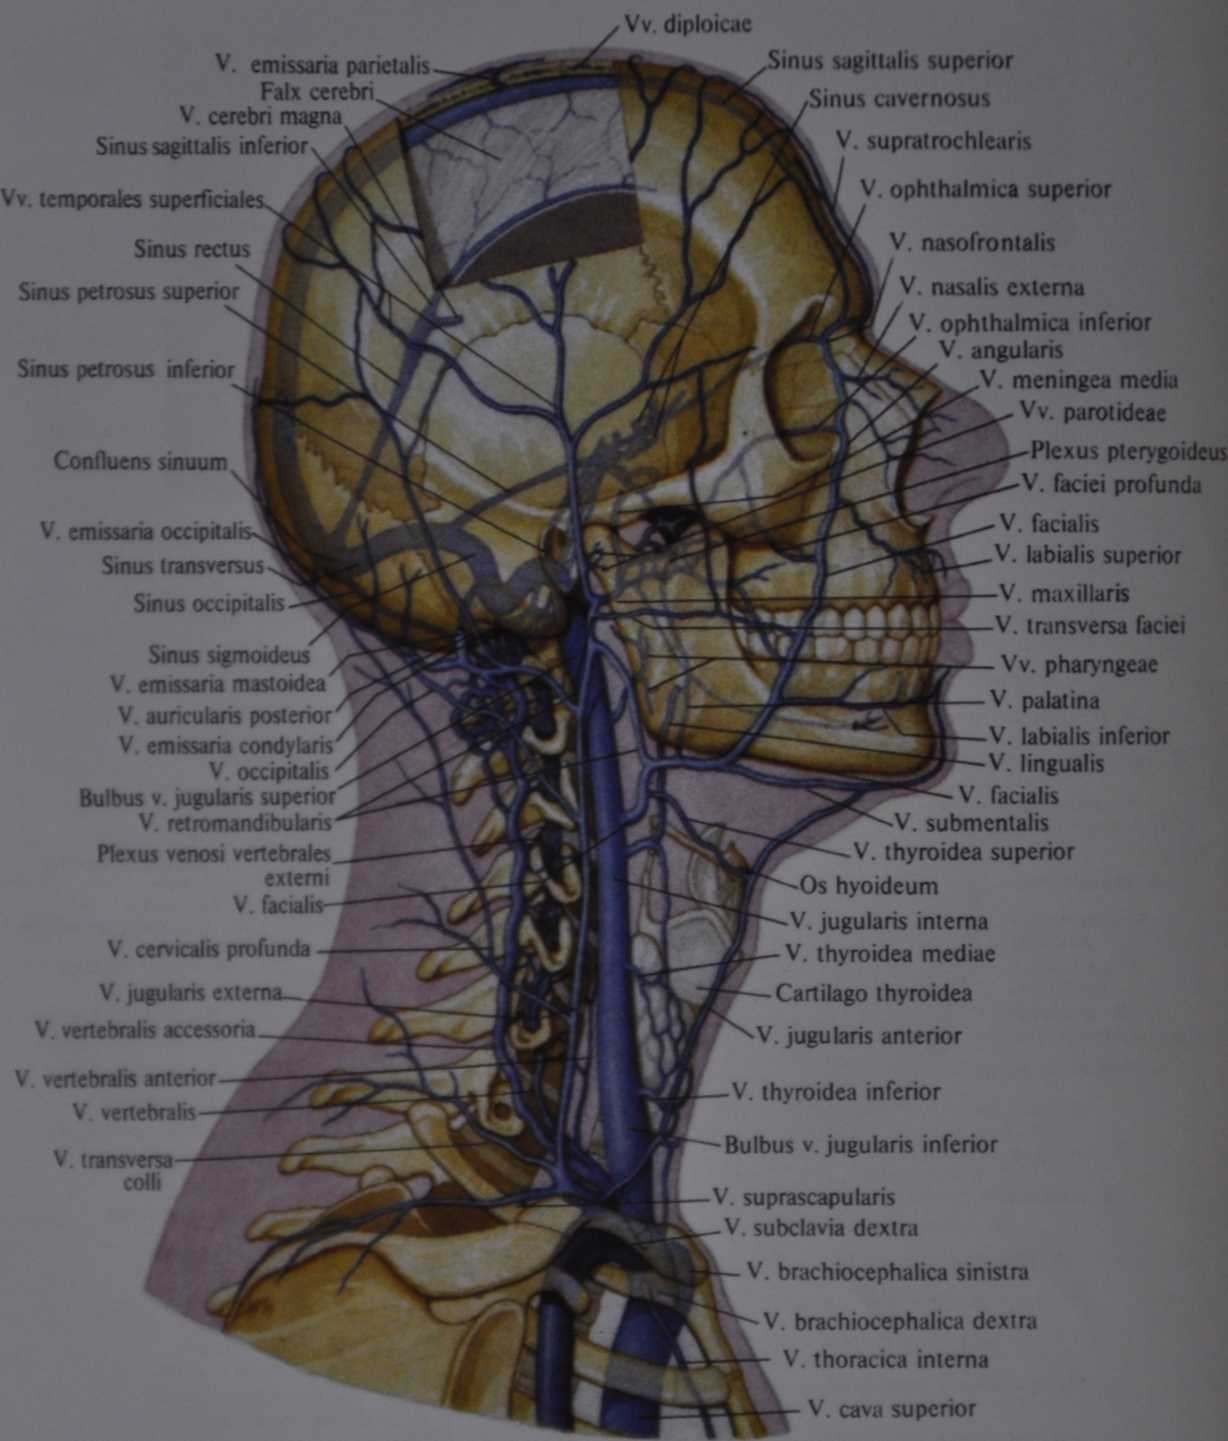 Vv. diploicae
V. emissaria parietalis
Falx cerebri
V. cerebri magna
Sinus sagittalis inferior
Vv. temporales superficiales
Sinus rectus
Sinus petrosus superior
Sinus petrosus inferior
Confluens sinuum
V. emissaria occipitalis
Sinus transversus
Sinus occipitalis
Sinus sigmoideus
V. emissaria mastoidea
V. auricularis posterior
V. emissaria condylaris
V. occipitalis
Bulbus v. jugularis superior
V. retromandibularis
Plexus venosi vertebrales
externi
V. facialis
V. cervicalis profunda
V. jugularis externa
V. vertebralis accessoria
V. vertebralis anterior
V. vertebralis
V. transversa
colli
Sinus sagittalis superior
Sinus cavernosus
V. supratrochlearis
V. ophthalmica superior
V. nasofrontalis
V. nasalis externa
V. ophthalmica inferior
V. angularis
V. meningea media
Vv. parotideae
Plexus pterygoideus
V. faciei profunda
V. facialis
V. labialis superior
V. maxillaris
V. transversa faciei
Vv. pharyngeae
V. palatina
V. labialis inferior
V. lingualis
V. facialis
V. submentalis
V. thyroidea superior
Os hyoideum
V. jugularis interna
V. thyroidea mediae
Cartilago thyroidea
V. jugularis anterior
V. thyroidea inferior
Bulbus v. jugularis inferior
V. suprascapularis
V. subclavia dextra
V. brachiocephalica sinistra
V. brachiocephalica dextra
V. thoracica interna
V. cava superior